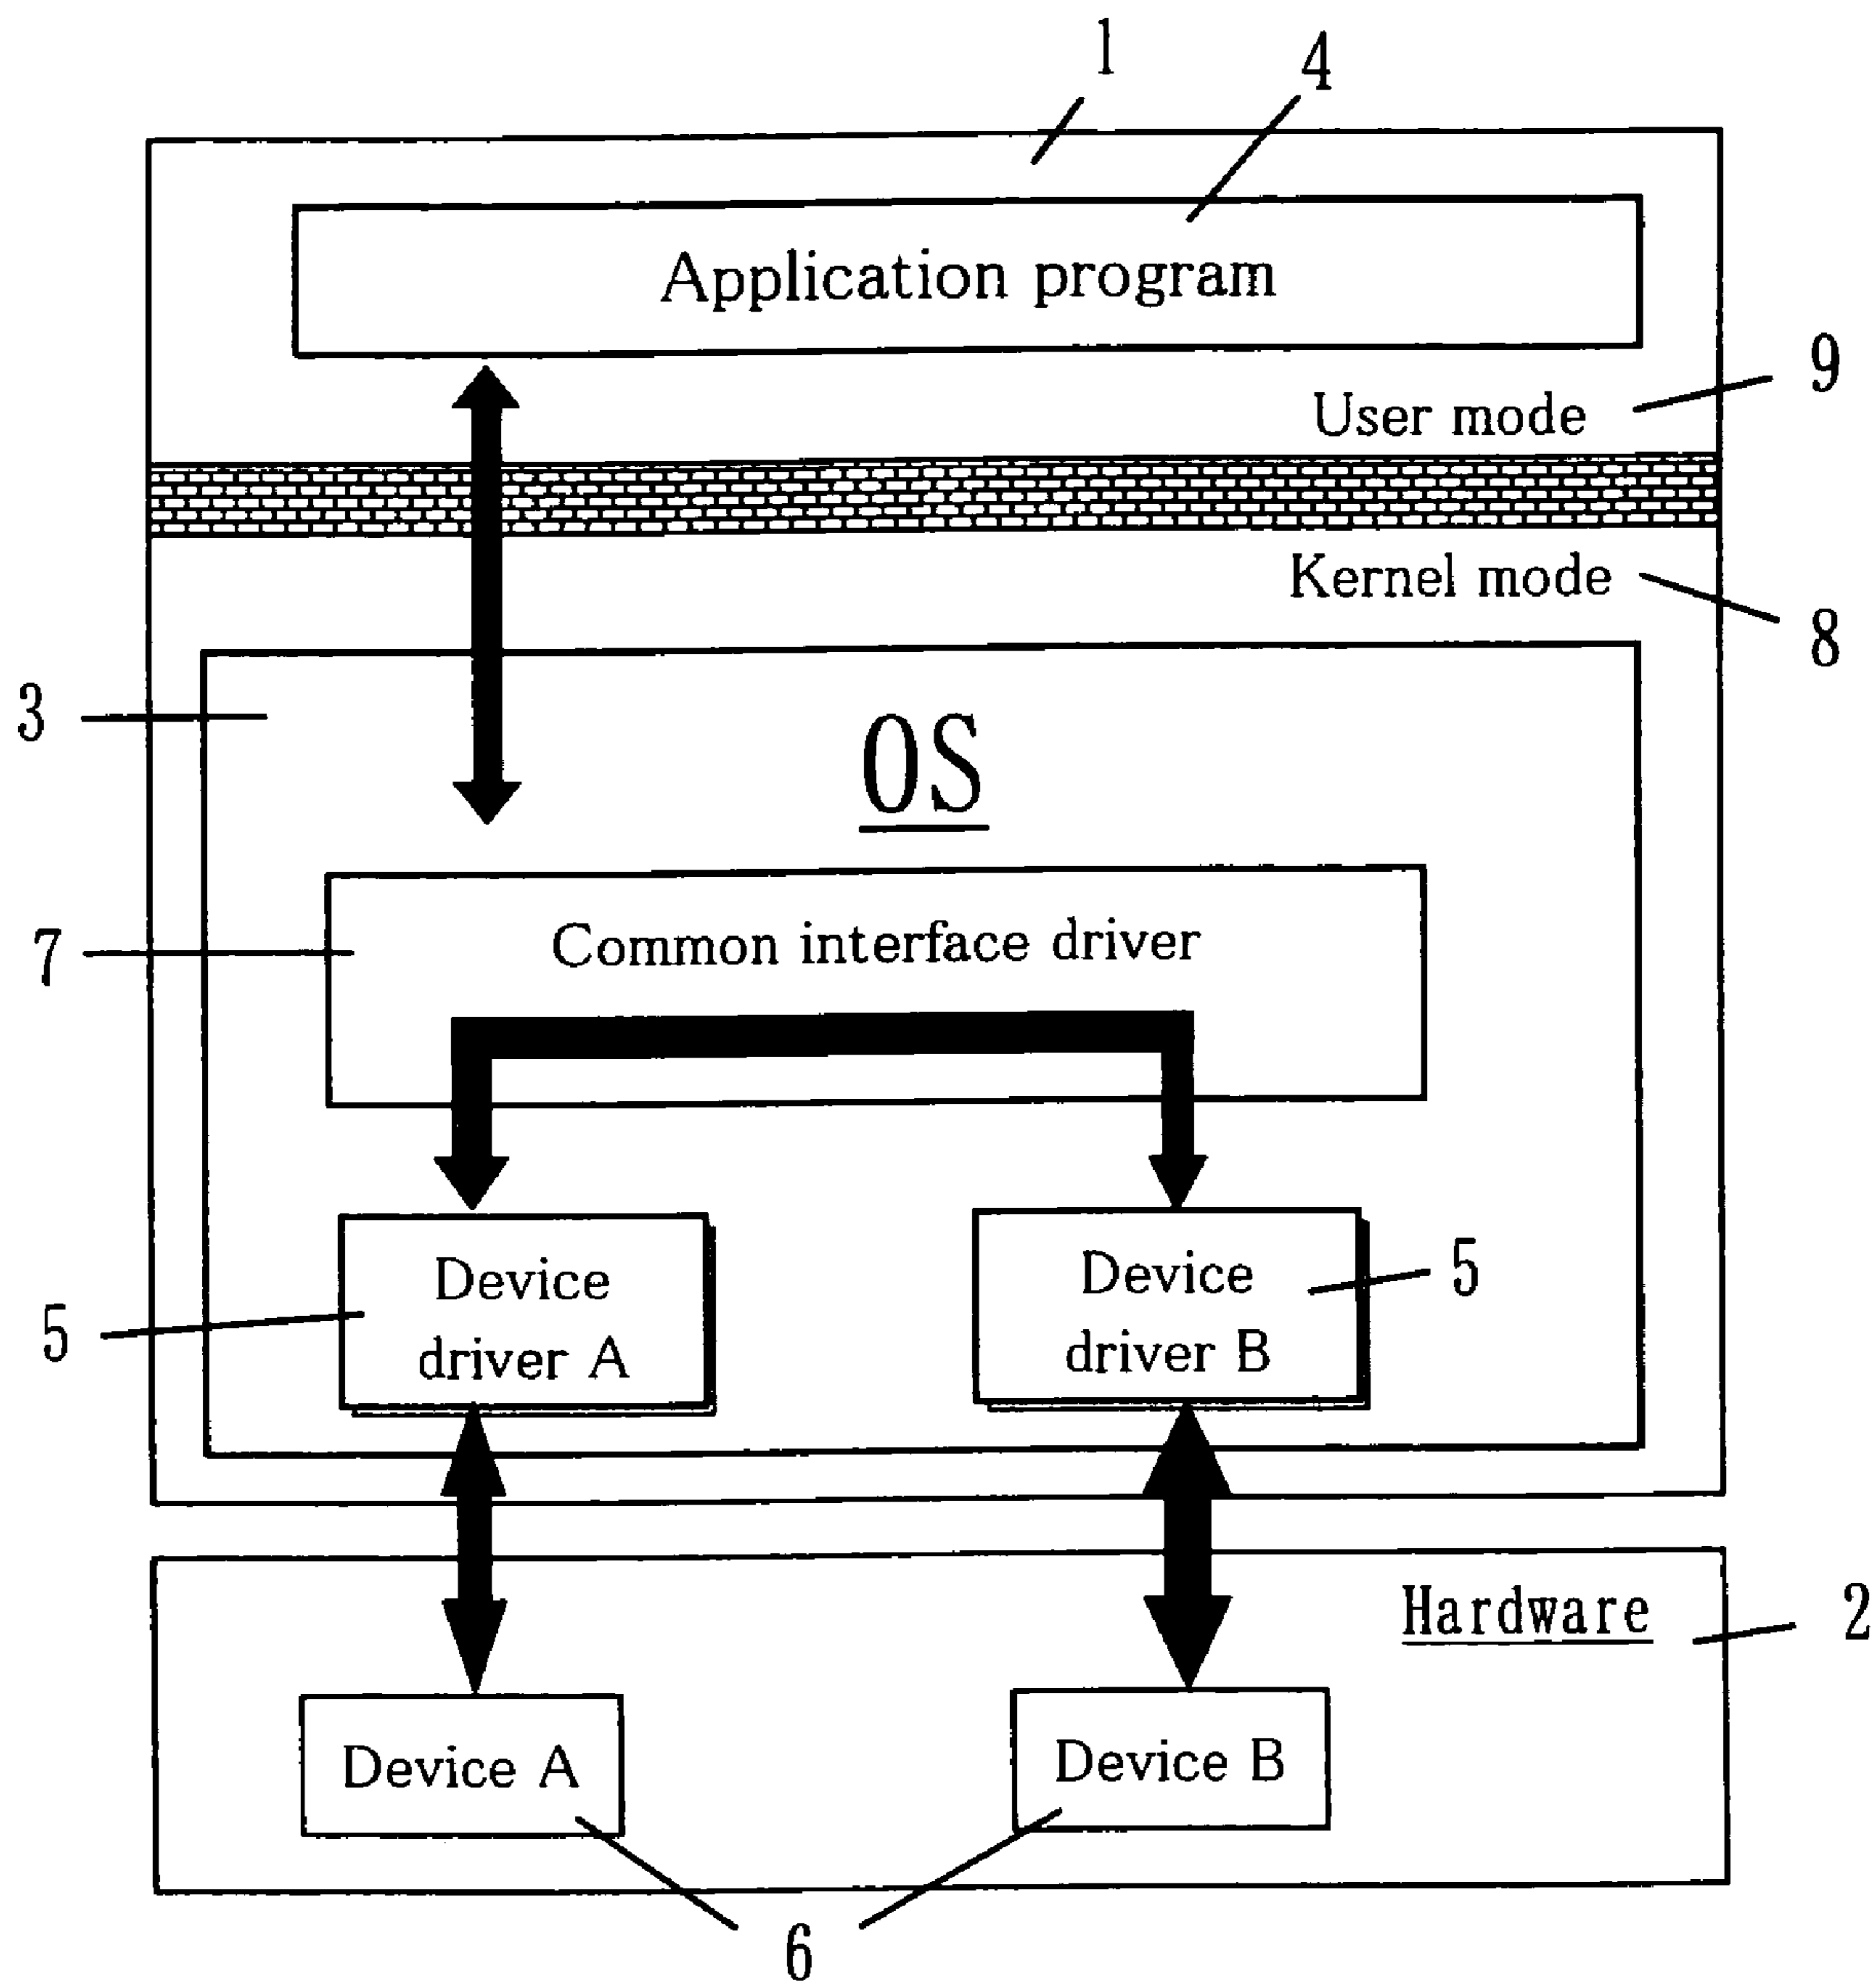 1
4
Application program
9
User mode
Kernel mode
8
3
OS
7
Common interface driver
Device
driver A
Device
driver B
5
5
Hardware
2
Device A
Device B
6